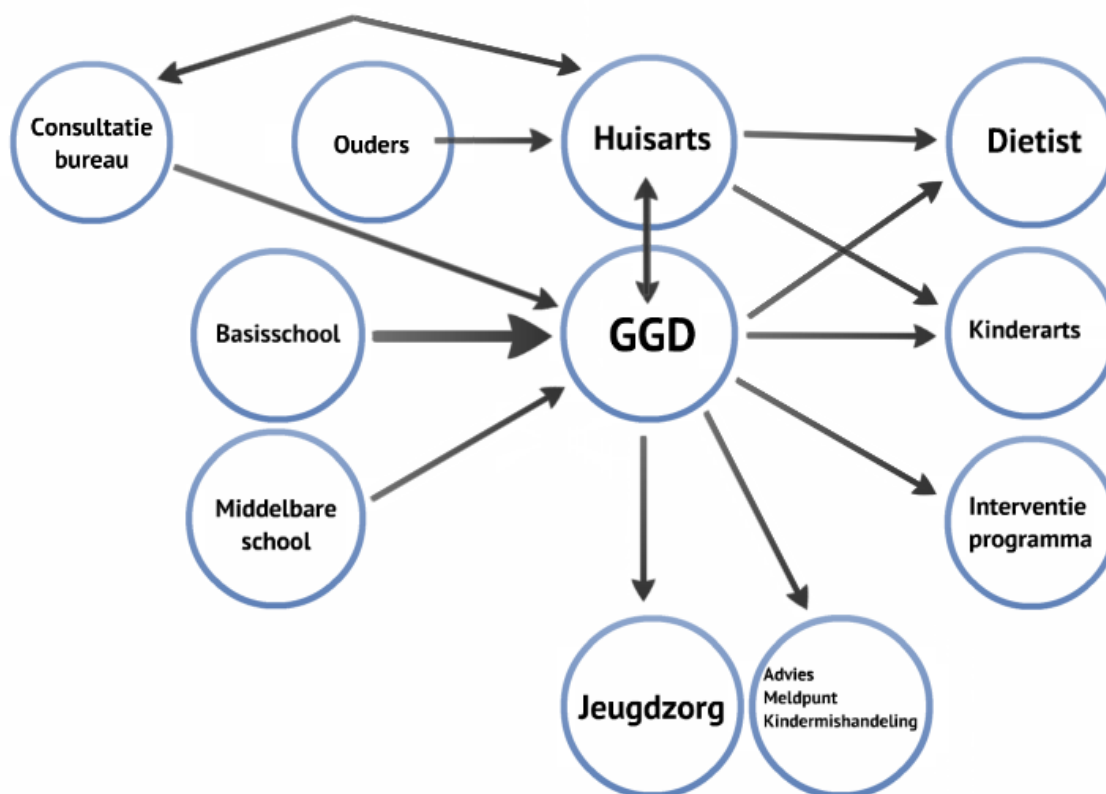 Consultatie
bureau
Ouders
Huisarts
Dietist
Basisschool
GGD
Kinderarts
Middelbare
school
Interventie
programma
Jeugdzorg
Advies
Meldpunt
Kindermishandeling